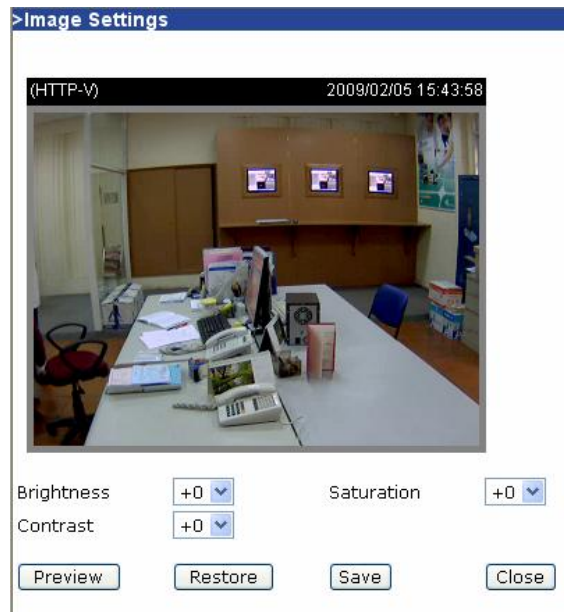 >Image Settings
(HTTP-V) 2009/02/05 15:43:58
Brightness +0 Saturation +0
Contrast +0
Preview Restore Save Close